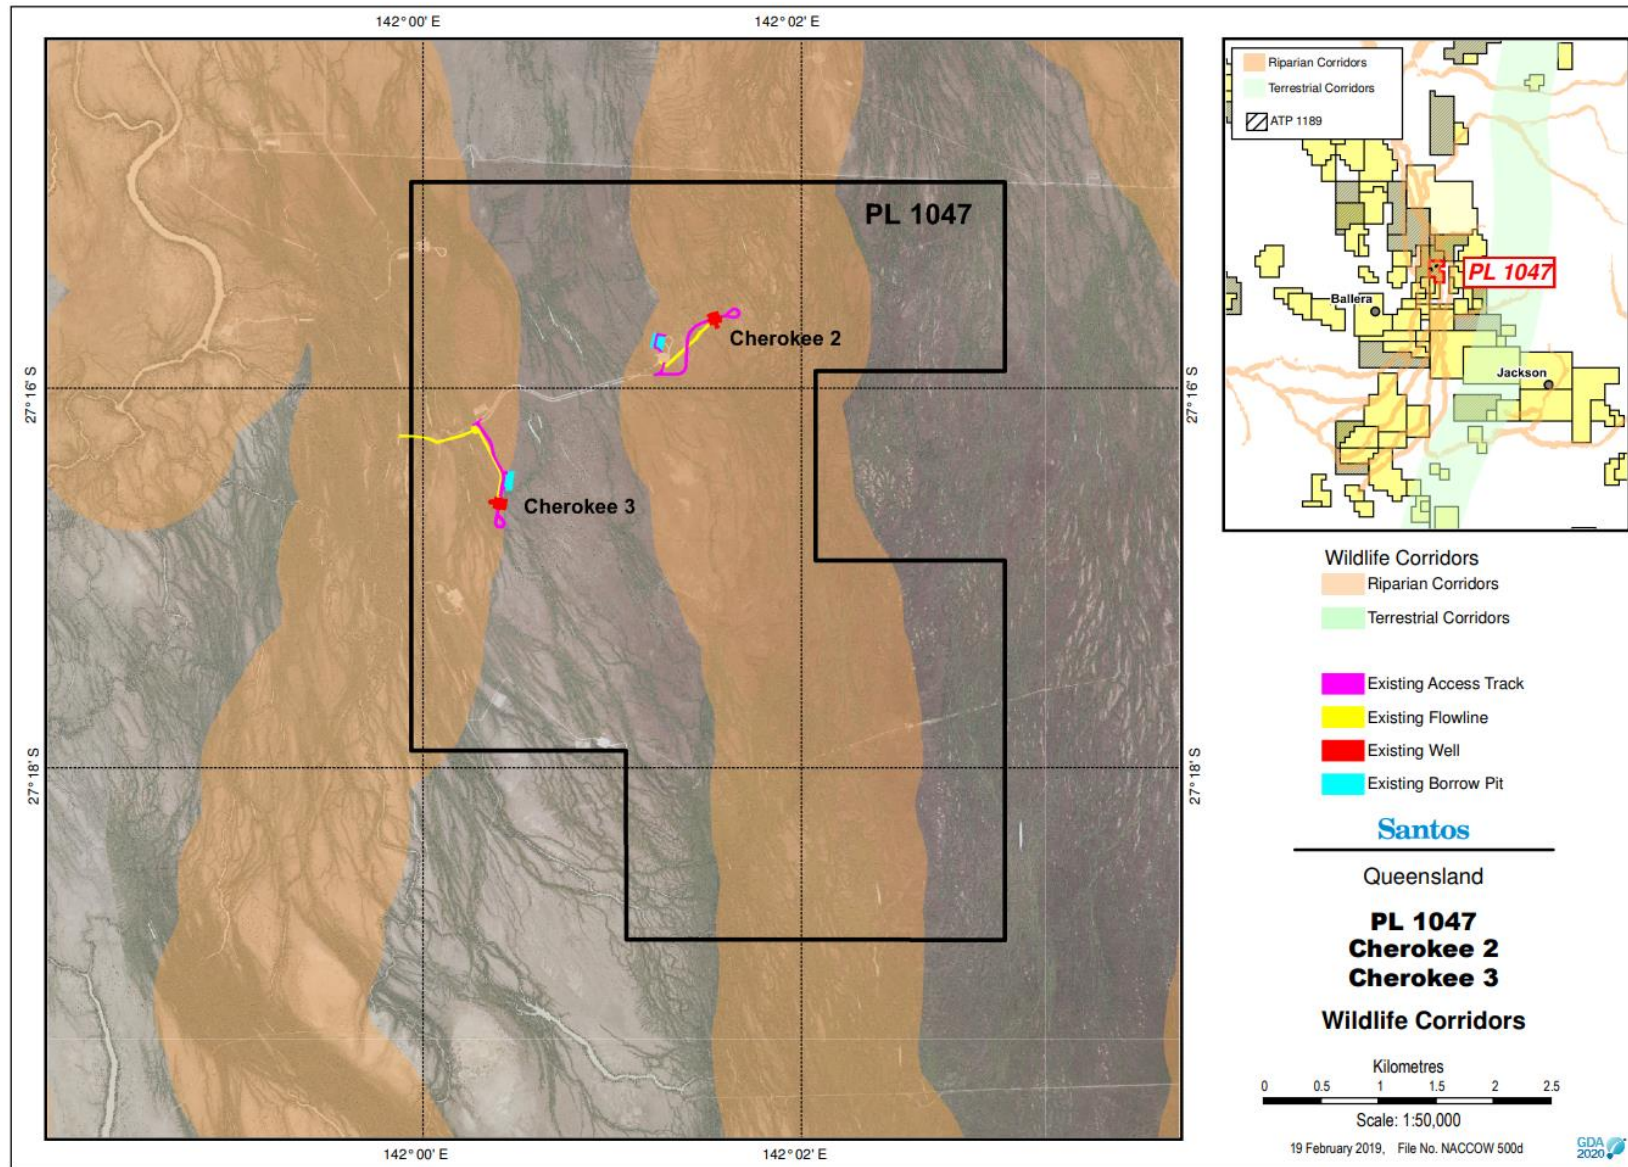 142° 00' E
142° 02' E
27° 16' S
27° 18' S
PL 1047
Cherokee 2
Cherokee 3
27° 16' S
27° 18' S
142° 00' E
142° 02' E
Riparian Corridors
Terrestrial Corridors
ATP 1189
PL 1047
Ballera
Jackson
Wildlife Corridors
Riparian Corridors
Terrestrial Corridors
Existing Access Track
Existing Flowline
Existing Well
Existing Borrow Pit
Santos
Queensland
PL 1047
Cherokee 2
Cherokee 3
Wildlife Corridors
Kilometres
0 0.5 1 1.5 2 2.5
Scale: 1:50,000
19 February 2019, File No. NACCOW 500d
GDA
2020